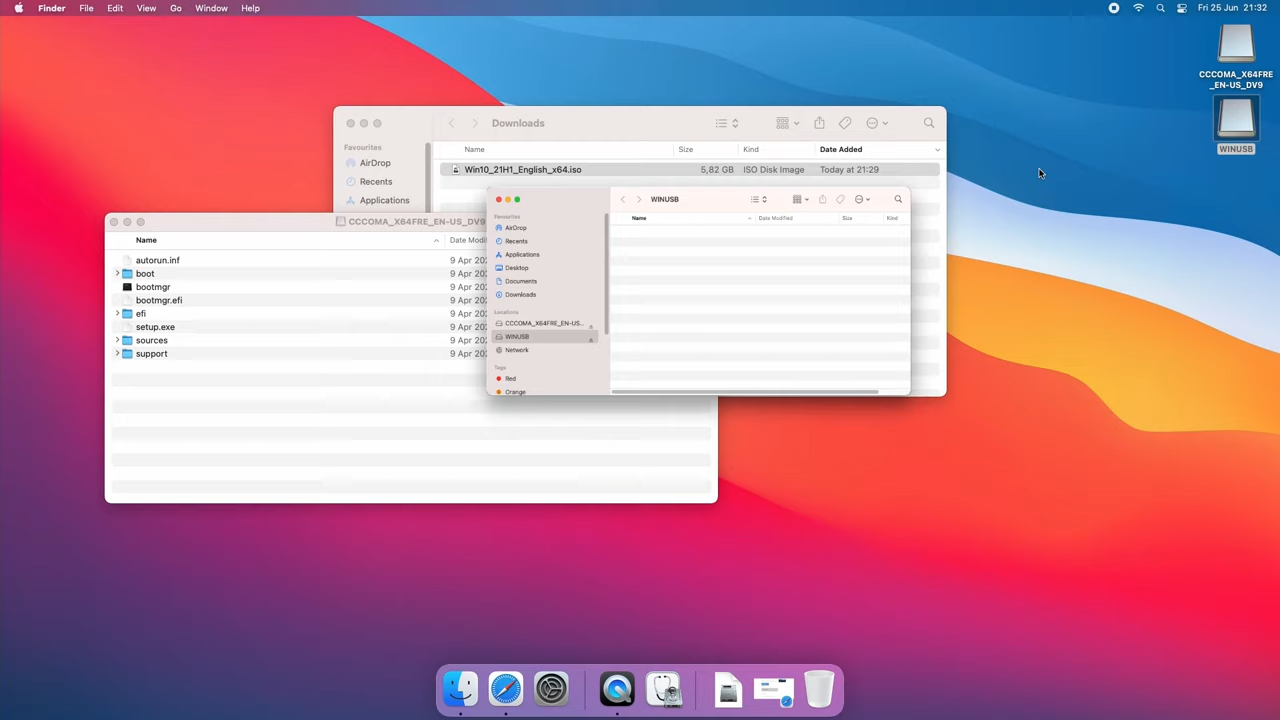 Finder File Edit View Go Window Help Fri 25 Jun 21:32
CCCOMA_X64FRE
_EN-US_DV9
WINUSB
Downloads
Favourites
AirDrop
Recents
Applications
Name Size Kind Date Added
Win10_21H1_English_x64.iso 5,82 GB ISO Disk Image Today at 21:29
CCCOMA_X64FRE_EN-US_DV9
Name Date Modi
autorun.inf 9 Apr 202
boot 9 Apr 202
bootmgr 9 Apr 202
bootmgr.efi 9 Apr 202
efi 9 Apr 202
setup.exe 9 Apr 202
sources 9 Apr 202
support 9 Apr 202
WINUSB
Favourites
AirDrop
Recents
Applications
Desktop
Documents
Downloads
Locations
CCCOMA_X64FRE_EN-US...
WINUSB
Network
Tags
Red
Orange
Name Date Modified Size Kind